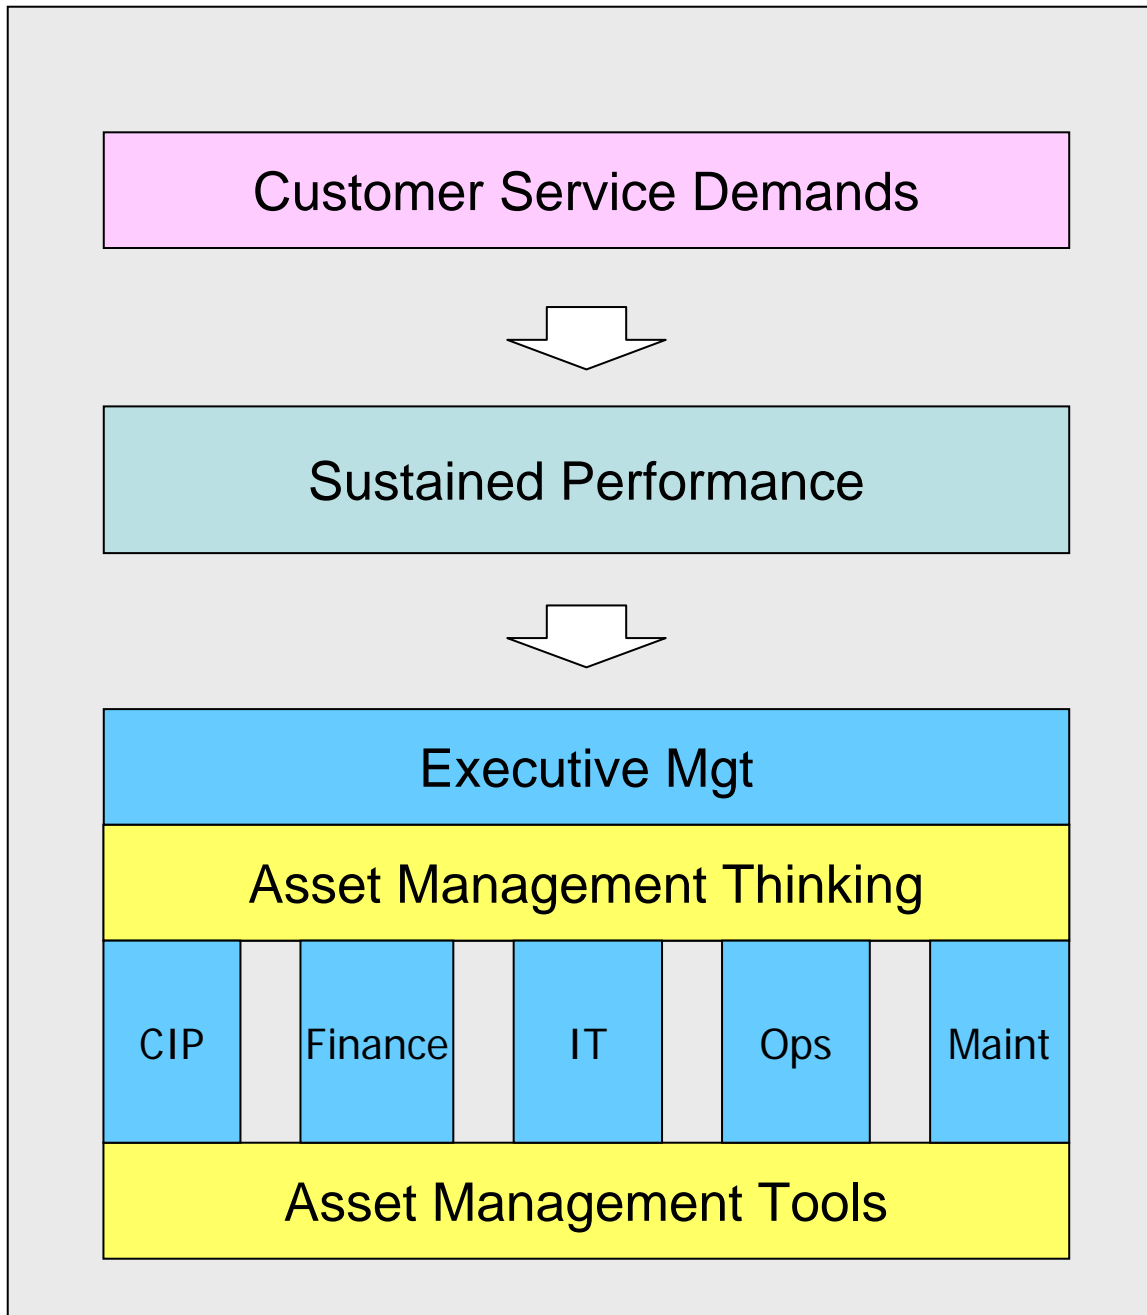 Customer Service Demands
Sustained Performance
Executive Mgt
Asset Management Thinking
CIP Finance IT Ops Maint
Asset Management Tools